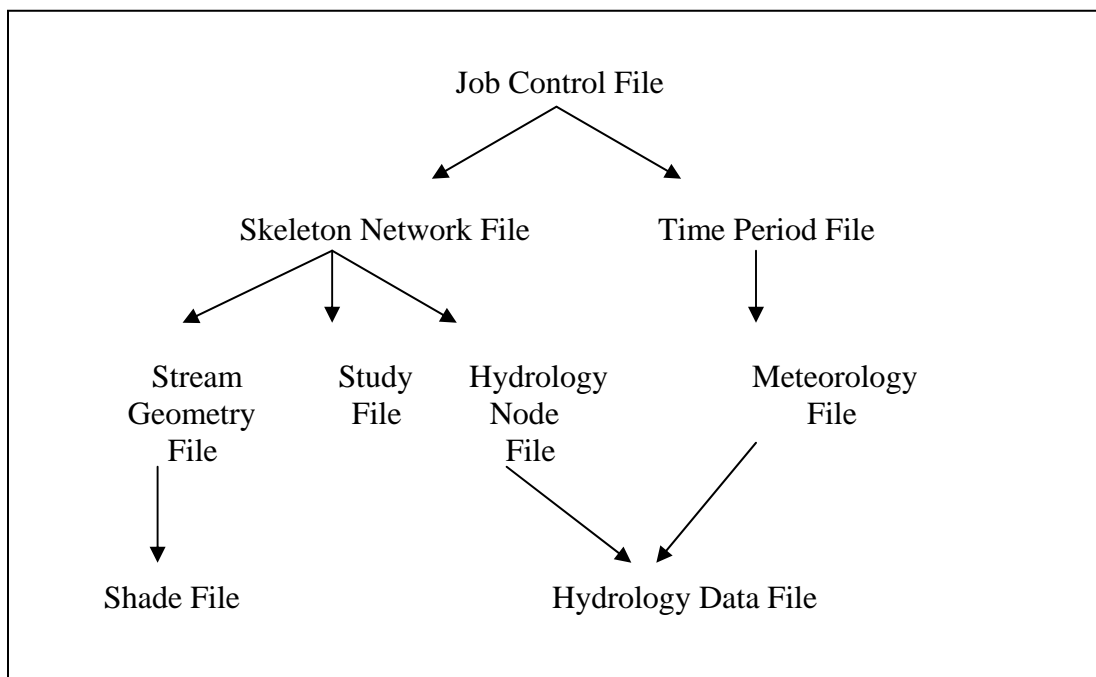 Job Control File
Skeleton Network File
Time Period File
Stream
Geometry
File
Study
File
Hydrology
Node
File
Meteorology
File
Shade File
Hydrology Data File